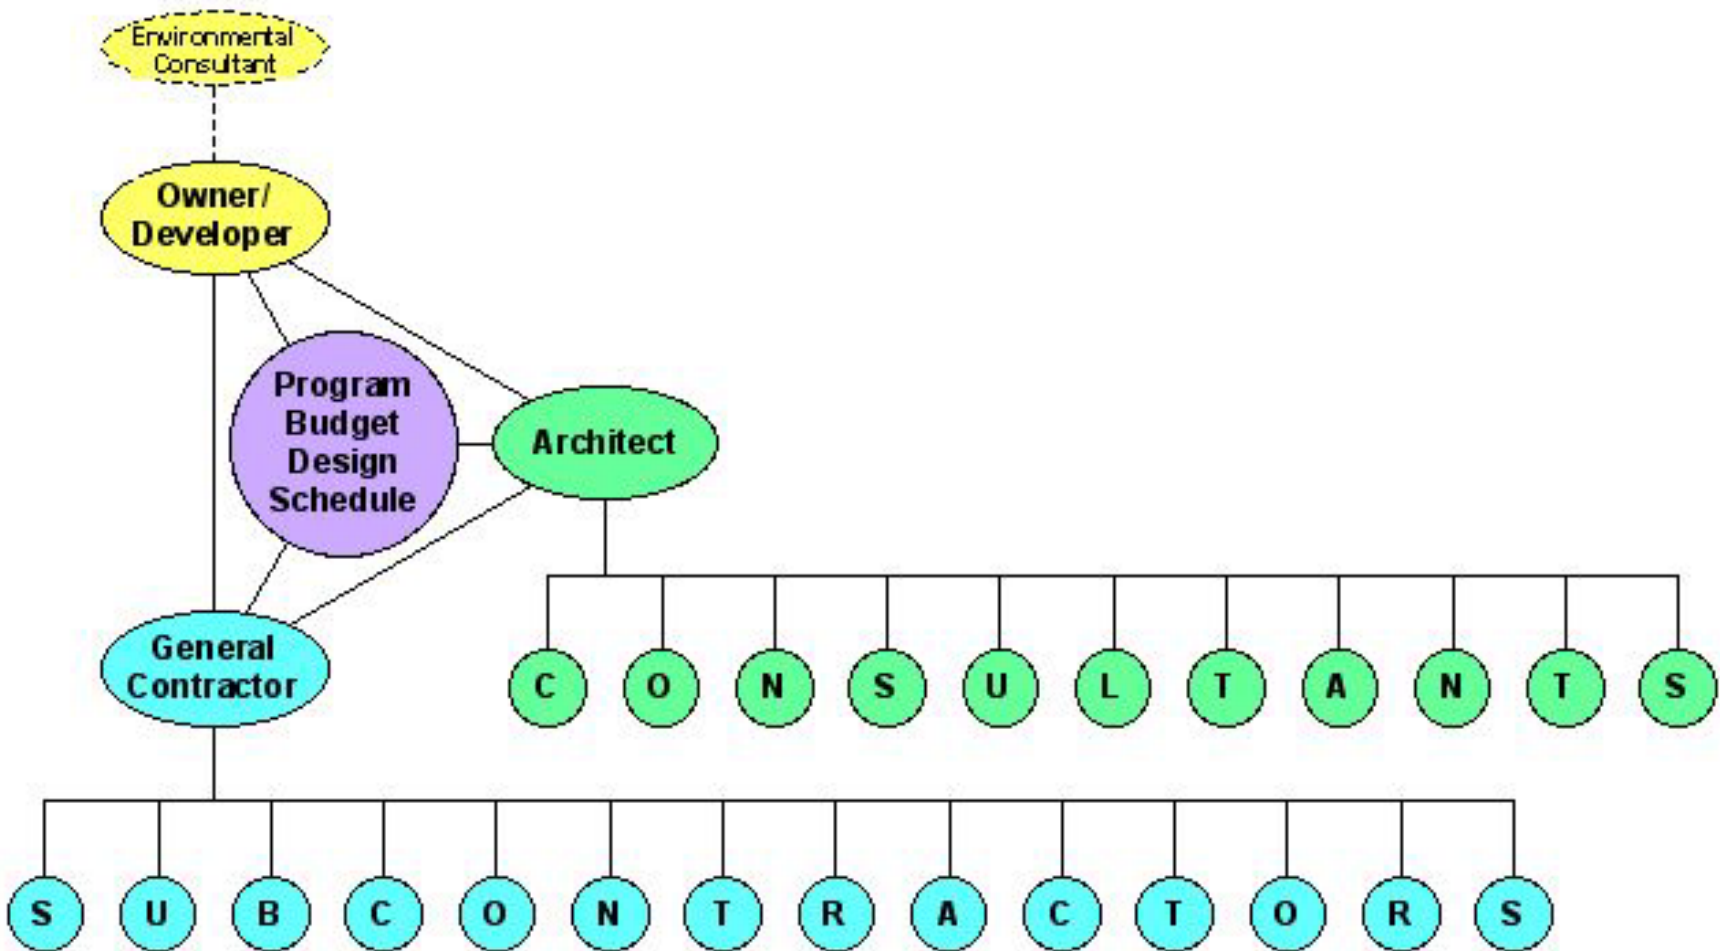 Environmental
Consultant
Owner/
Developer
Program
Budget
Design
Schedule
Architect
General
Contractor
C O N S U L T A N T S
S U B C O N T R A C T O R S